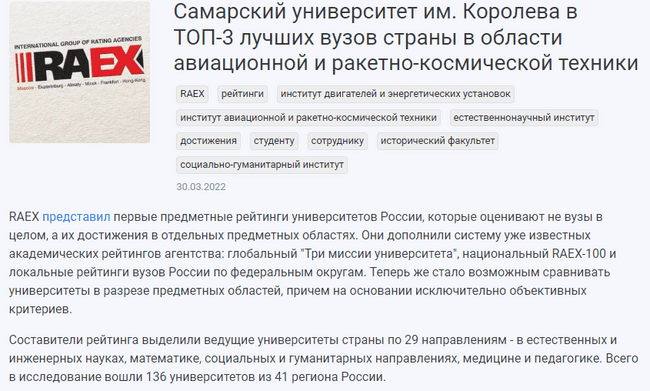 INTERNATIONAL GROUP OF RATING AGENCIES
RAEX
Moscow - Ekaterinburg - Almaty - Minsk - Frankfurt - Hong-Kong
Самарский университет им. Королева в
ТОП-3 лучших вузов страны в области
авиационной и ракетно-космической техники
RAEX рейтинги институт двигателей и энергетических установок
институт авиационной и ракетно-космической техники естественнонаучный институт
достижения студенту сотруднику исторический факультет
социально-гуманитарный институт
30.03.2022
RAEX представил первые предметные рейтинги университетов России, которые оценивают не вузы в
целом, а их достижения в отдельных предметных областях. Они дополнили систему уже известных
академических рейтингов агентства: глобальный "Три миссии университета", национальный RAEX-100 и
локальные рейтинги вузов России по федеральным округам. Теперь же стало возможным сравнивать
университеты в разрезе предметных областей, причем на основании исключительно объективных
критериев.
Составители рейтинга выделили ведущие университеты страны по 29 направлениям - в естественных и
инженерных науках, математике, социальных и гуманитарных направлениях, медицине и педагогике. Всего
в исследование вошли 136 университетов из 41 региона России.